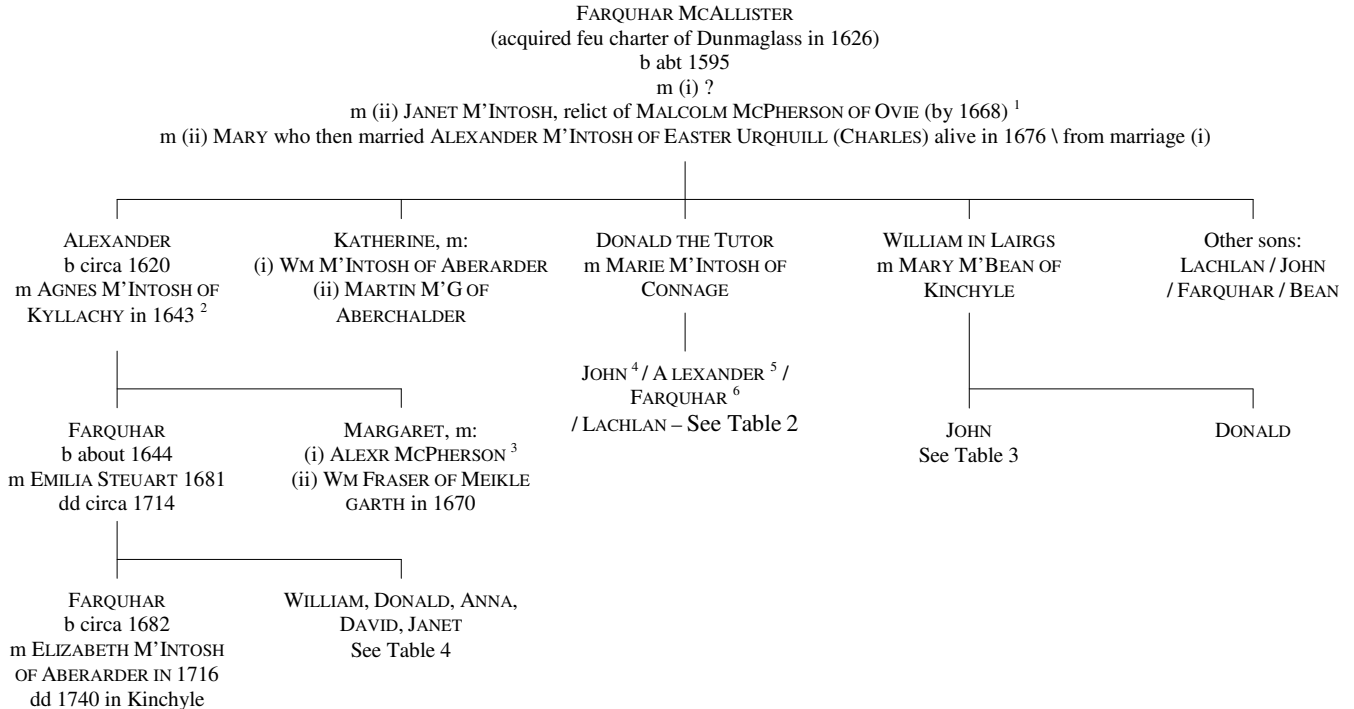 FARQUHAR MCALLISTER
(acquired feu charter of Dunmaglass in 1626)
b abt 1595
m (i) ?
m (ii) JANET M’INTOSH, relict of MALCOLM MCPHERSON OF OVIE (by 1668) 1
m (ii) MARY who then married ALEXANDER M’INTOSH OF EASTER URQHUILL (CHARLES) alive in 1676 \ from marriage (i)
ALEXANDER
b circa 1620
m AGNES M’INTOSH OF
KYLLACHY in 1643 2
KATHERINE, m:
(i) WM M’INTOSH OF ABERARDER
(ii) MARTIN M’G OF
ABERCHALDER
DONALD THE TUTOR
m MARIE M’INTOSH OF
CONNAGE
WILLIAM IN LAIRGS
m MARY M’BEAN OF
KINCHYLE
Other sons:
LACHLAN / JOHN
/ FARQUHAR / BEAN
JOHN 4 / A LEXANDER 5 /
FARQUHAR 6
/ LACHLAN – See Table 2
FARQUHAR
b about 1644
m EMILIA STEUART 1681
dd circa 1714
MARGARET, m:
(i) ALEXR MCPHERSON 3
(ii) WM FRASER OF MEIKLE
GARTH in 1670
JOHN
See Table 3
DONALD
FARQUHAR
b circa 1682
m ELIZABETH M’INTOSH
OF ABERARDER IN 1716
dd 1740 in Kinchyle
WILLIAM, DONALD, ANNA,
DAVID, JANET
See Table 4